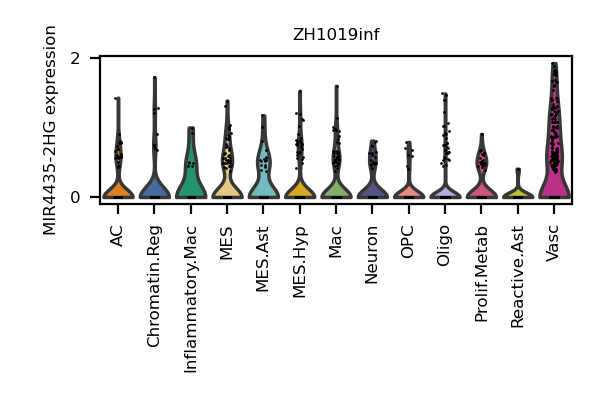 ZH1019inf
MIR4435-2HG expression
2
0
AC
Chromatin.Reg
Inflammatory.Mac
MES
MES.Ast
MES.Hyp
Mac
Neuron
OPC
Oligo
Prolif.Metab
Reactive.Ast
Vasc